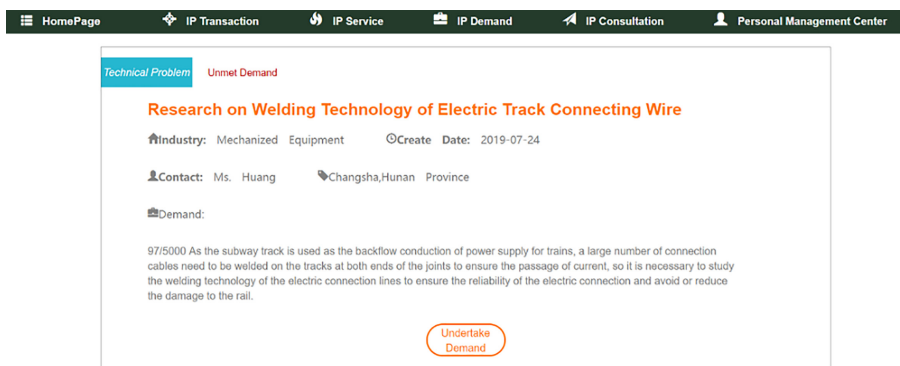 HomePage IP Transaction IP Service IP Demand IP Consultation Personal Management Center
Technical Problem Unmet Demand
Research on Welding Technology of Electric Track Connecting Wire
Industry: Mechanized Equipment Create Date: 2019-07-24
Contact: Ms. Huang Changsha,Hunan Province
Demand:
97/5000 As the subway track is used as the backflow conduction of power supply for trains, a large number of connection
cables need to be welded on the tracks at both ends of the joints to ensure the passage of current, so it is necessary to study
the welding technology of the electric connection lines to ensure the reliability of the electric connection and avoid or reduce
the damage to the rail.
Undertake
Demand